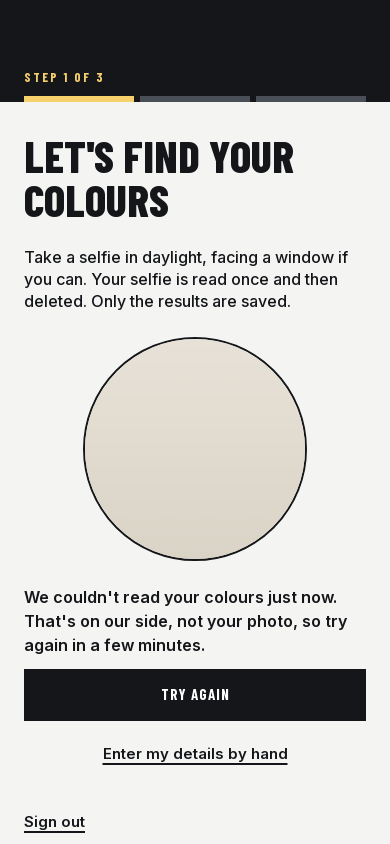 STEP 1 OF 3
LET'S FIND YOUR
COLOURS
Take a selfie in daylight, facing a window if
you can. Your selfie is read once and then
deleted. Only the results are saved.
We couldn't read your colours just now.
That's on our side, not your photo, so try
again in a few minutes.
TRY AGAIN
Enter my details by hand
Sign out